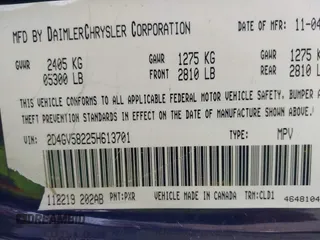 MFD BY DAIMLERCHRYSLER CORPORATION DATE OF MFR: 11-04
GVWR 2405 KG GAWR 1275 KG GAWR 1275 KG
05300 LB FRONT 2810 LB REAR 2810 LB
THIS VEHICLE CONFORMS TO ALL APPLICABLE FEDERAL MOTOR VEHICLE SAFETY, BUMPER A
THEFT PREVENTION STANDARDS IN EFFECT ON THE DATE OF MANUFACTURE SHOWN ABOVE.
VIN: 2D4GV58225H613701 TYPE: MPV
112219 202AB PNT: PXR VEHICLE MADE IN CANADA TRM: CLD1
4648104
DREAMBID